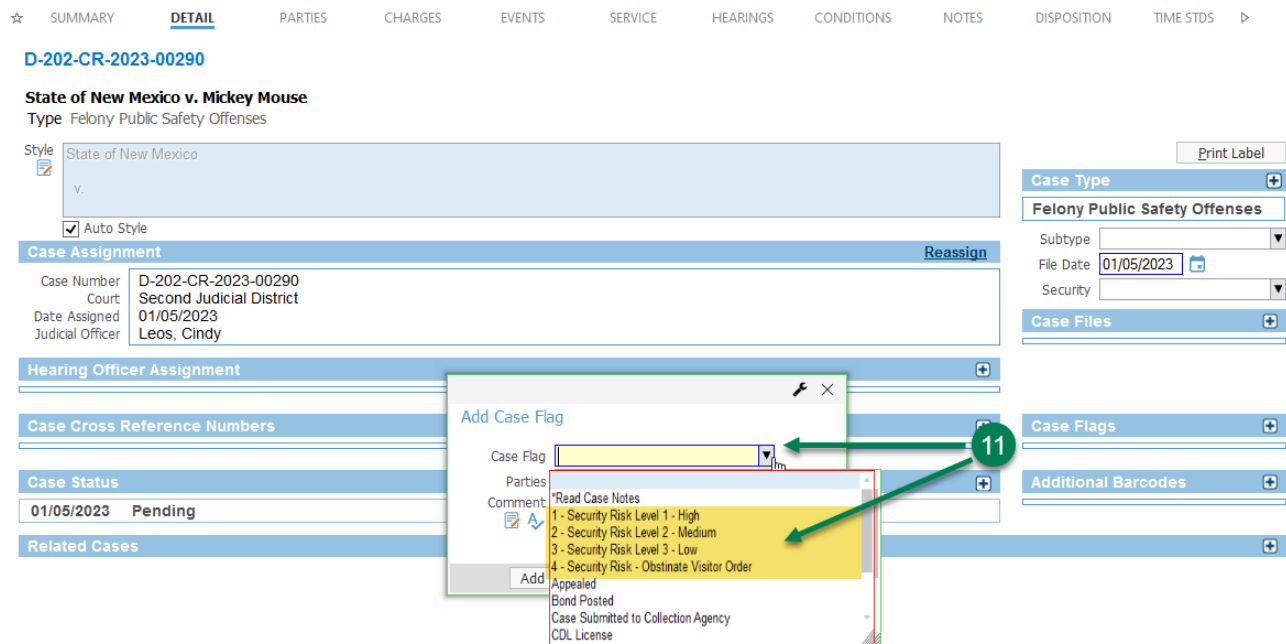 SUMMARY DETAIL PARTIES CHARGES EVENTS SERVICE HEARINGS CONDITIONS NOTES DISPOSITION TIME STDS
D-202-CR-2023-00290
State of New Mexico v. Mickey Mouse
Type Felony Public Safety Offenses
Style
State of New Mexico
v.
Auto Style
Print Label
Case Type
Felony Public Safety Offenses
Subtype
File Date 01/05/2023
Security
Case Assignment Reassign
Case Number D-202-CR-2023-00290
Court Second Judicial District
Date Assigned 01/05/2023
Judicial Officer Leos, Cindy
Case Files
Hearing Officer Assignment
Case Cross Reference Numbers
Case Flags
Case Status
Additional Barcodes
01/05/2023 Pending
Related Cases
Add Case Flag
Case Flag
11
Parties
Comment
Add
*Read Case Notes
1 - Security Risk Level 1 - High
2 - Security Risk Level 2 - Medium
3 - Security Risk Level 3 - Low
4 - Security Risk - Obstinate Visitor Order
Appealed
Bond Posted
Case Submitted to Collection Agency
CDL License